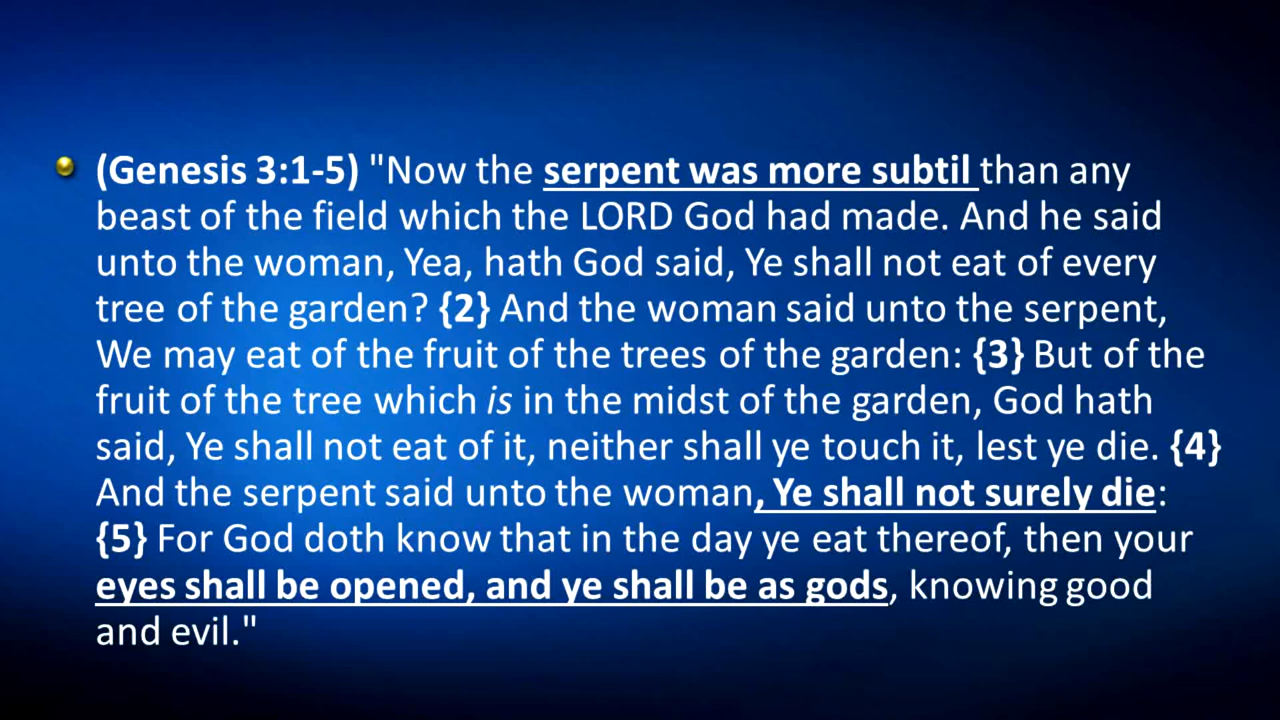 (Genesis 3:1-5) "Now the serpent was more subtil than any
beast of the field which the LORD God had made. And he said
unto the woman, Yea, hath God said, Ye shall not eat of every
tree of the garden? {2} And the woman said unto the serpent,
We may eat of the fruit of the trees of the garden: {3} But of the
fruit of the tree which is in the midst of the garden, God hath
said, Ye shall not eat of it, neither shall ye touch it, lest ye die. {4}
And the serpent said unto the woman, Ye shall not surely die:
{5} For God doth know that in the day ye eat thereof, then your
eyes shall be opened, and ye shall be as gods, knowing good
and evil."